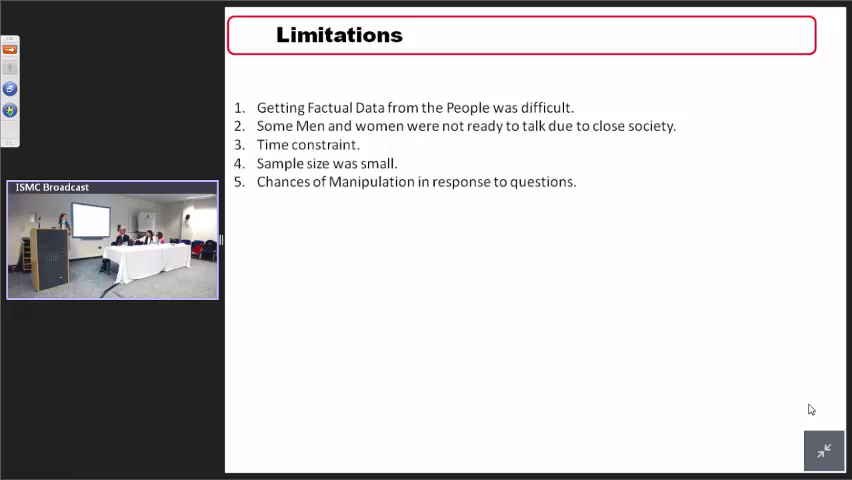 Limitations
1. Getting Factual Data from the People was difficult.
2. Some Men and women were not ready to talk due to close society.
3. Time constraint.
4. Sample size was small.
5. Chances of Manipulation in response to questions.
ISMC Broadcast